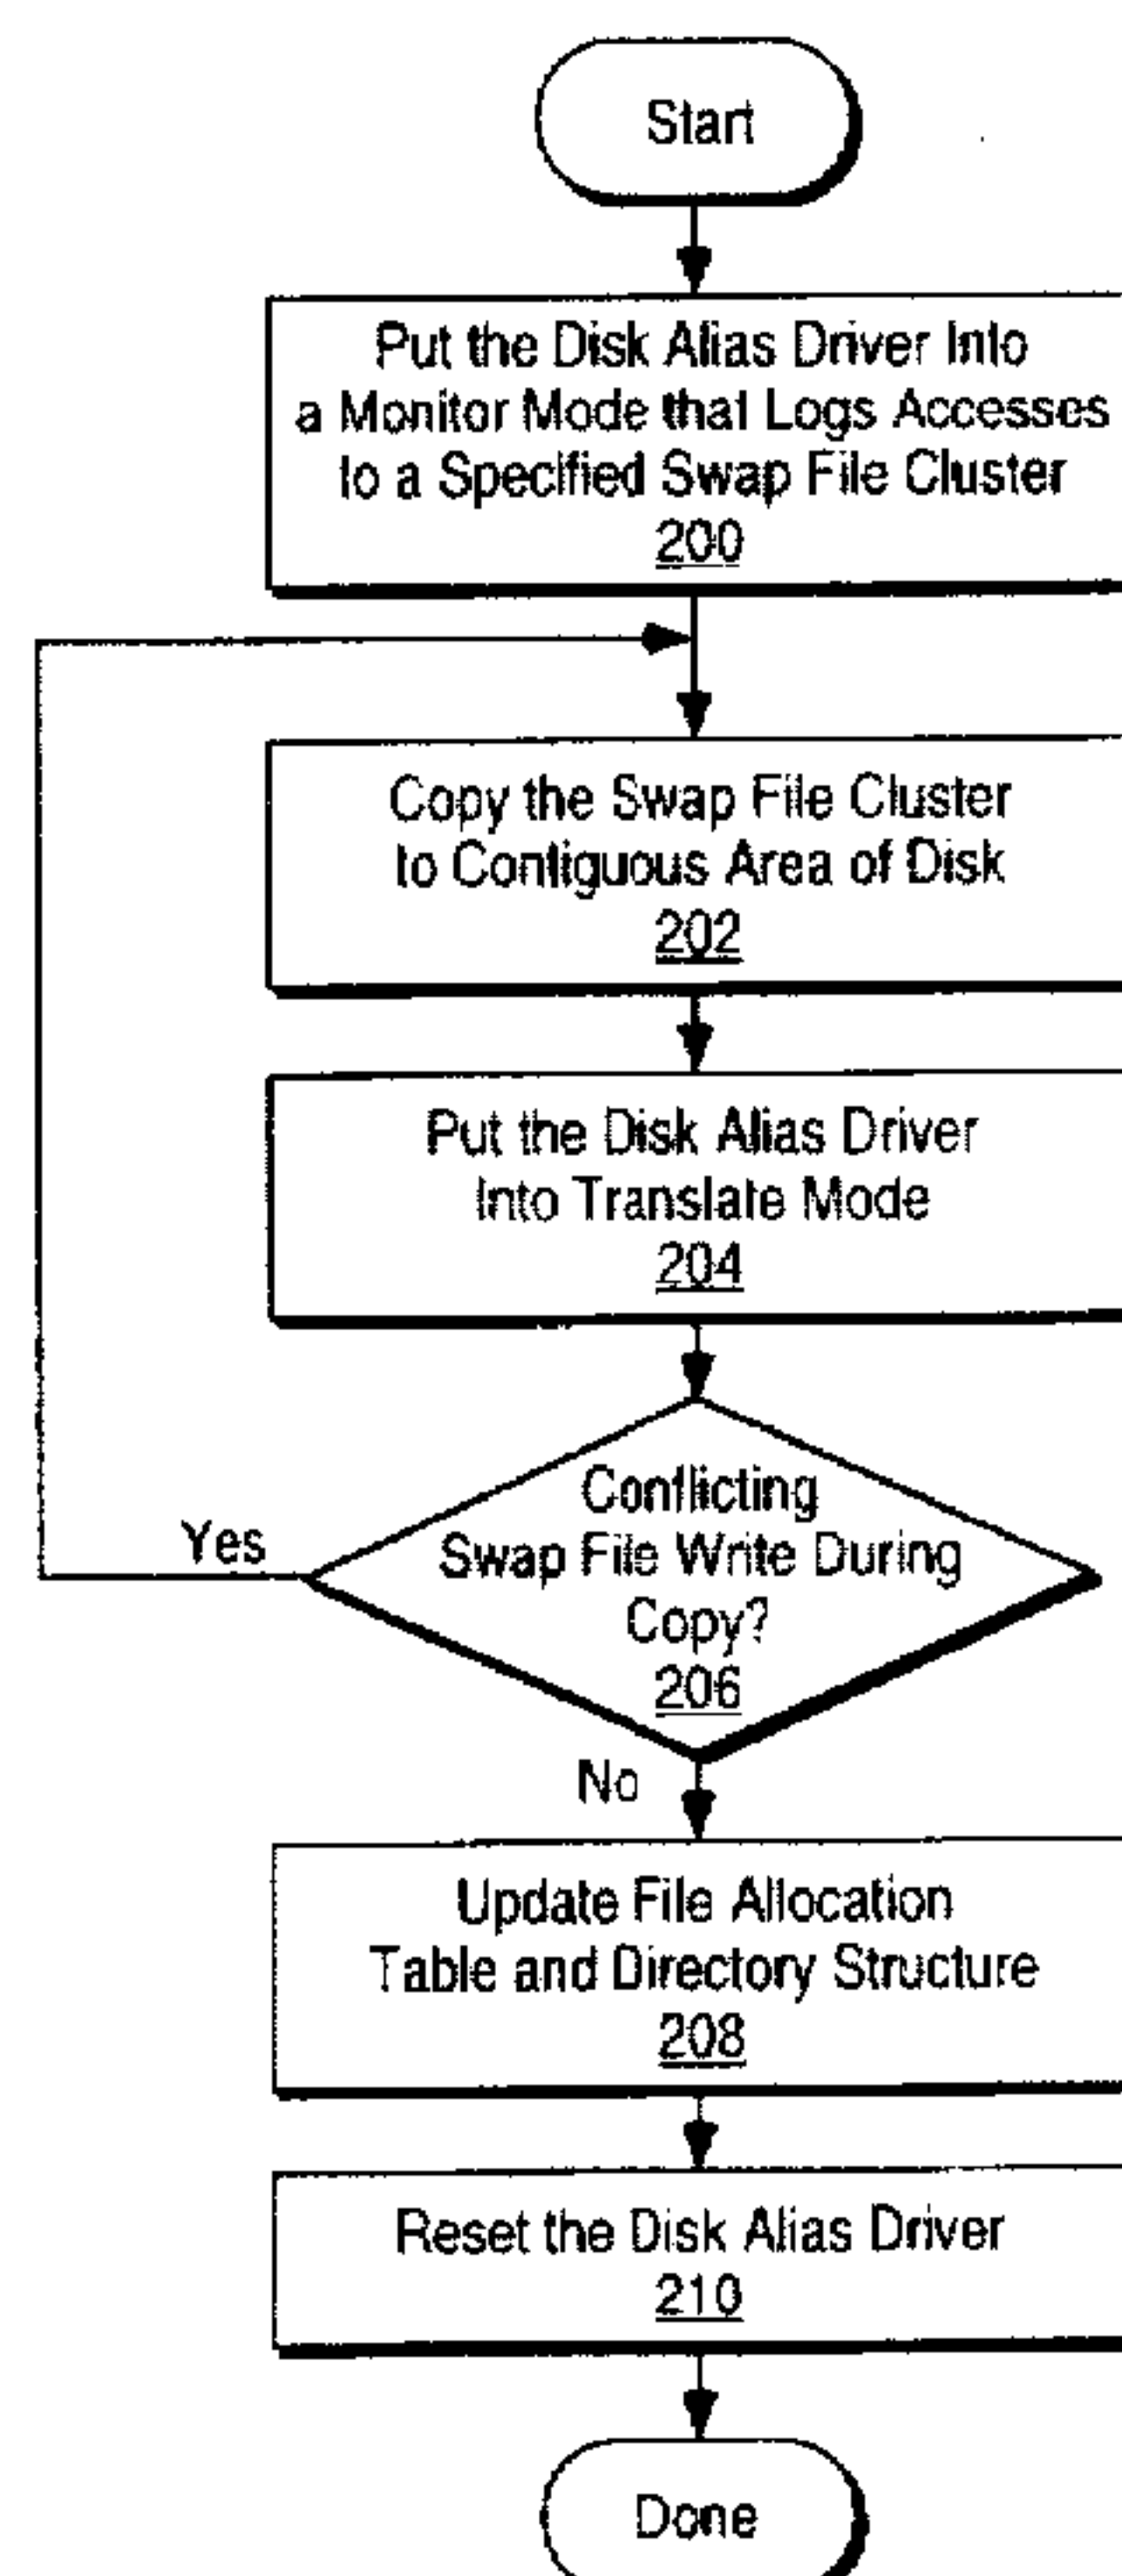 Start
Put the Disk Alias Driver Into
a Monitor Mode that Logs Accesses
to a Specified Swap File Cluster
200
Copy the Swap File Cluster
to Contiguous Area of Disk
202
Put the Disk Alias Driver
Into Translate Mode
204
Conflicting
Swap File Write During
Copy?
206
Yes
No
Update File Allocation
Table and Directory Structure
208
Reset the Disk Alias Driver
210
Done